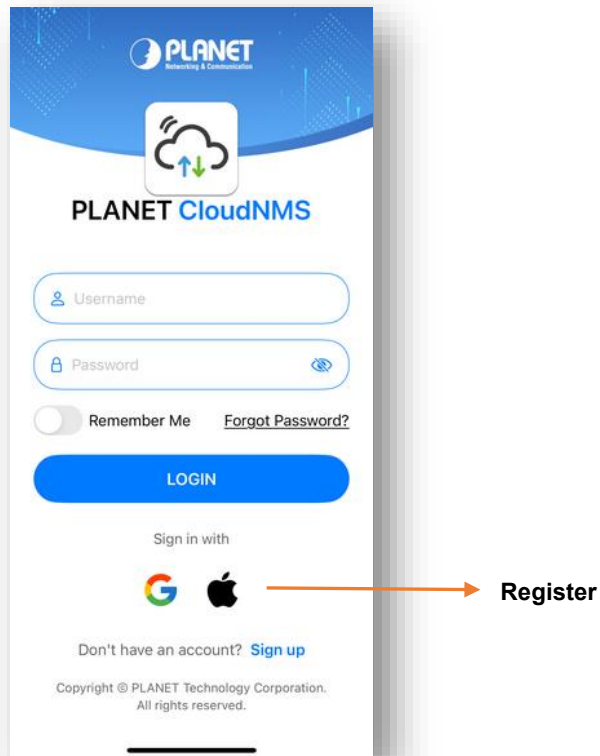 PLANET
Networking & Communication
PLANET CloudNMS
Username
Password
Remember Me Forgot Password?
LOGIN
Sign in with
Register
Don't have an account? Sign up
Copyright © PLANET Technology Corporation.
All rights reserved.